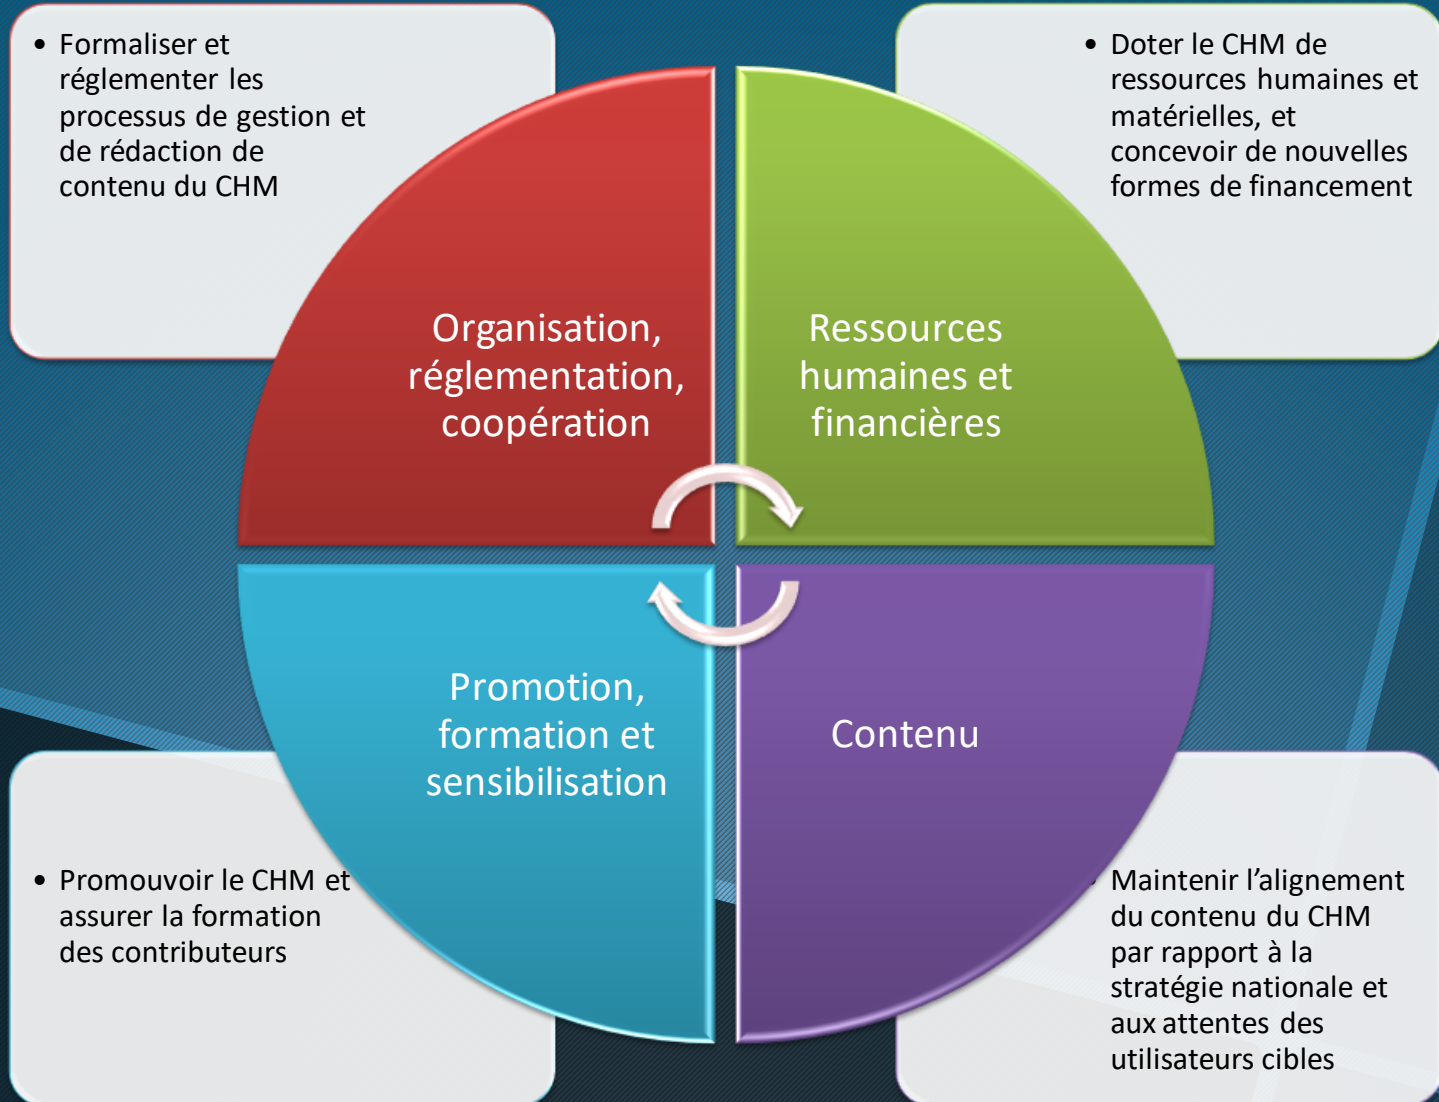 • Formaliser et
réglementer les
processus de gestion et
de rédaction de
contenu du CHM
• Doter le CHM de
ressources humaines et
matérielles, et
concevoir de nouvelles
formes de financement
Organisation,
réglementation,
coopération
Ressources
humaines et
financières
Promotion,
formation et
sensibilisation
Contenu
• Promouvoir le CHM et
assurer la formation
des contributeurs
• Maintenir l’alignement
du contenu du CHM
par rapport à la
stratégie nationale et
aux attentes des
utilisateurs cibles